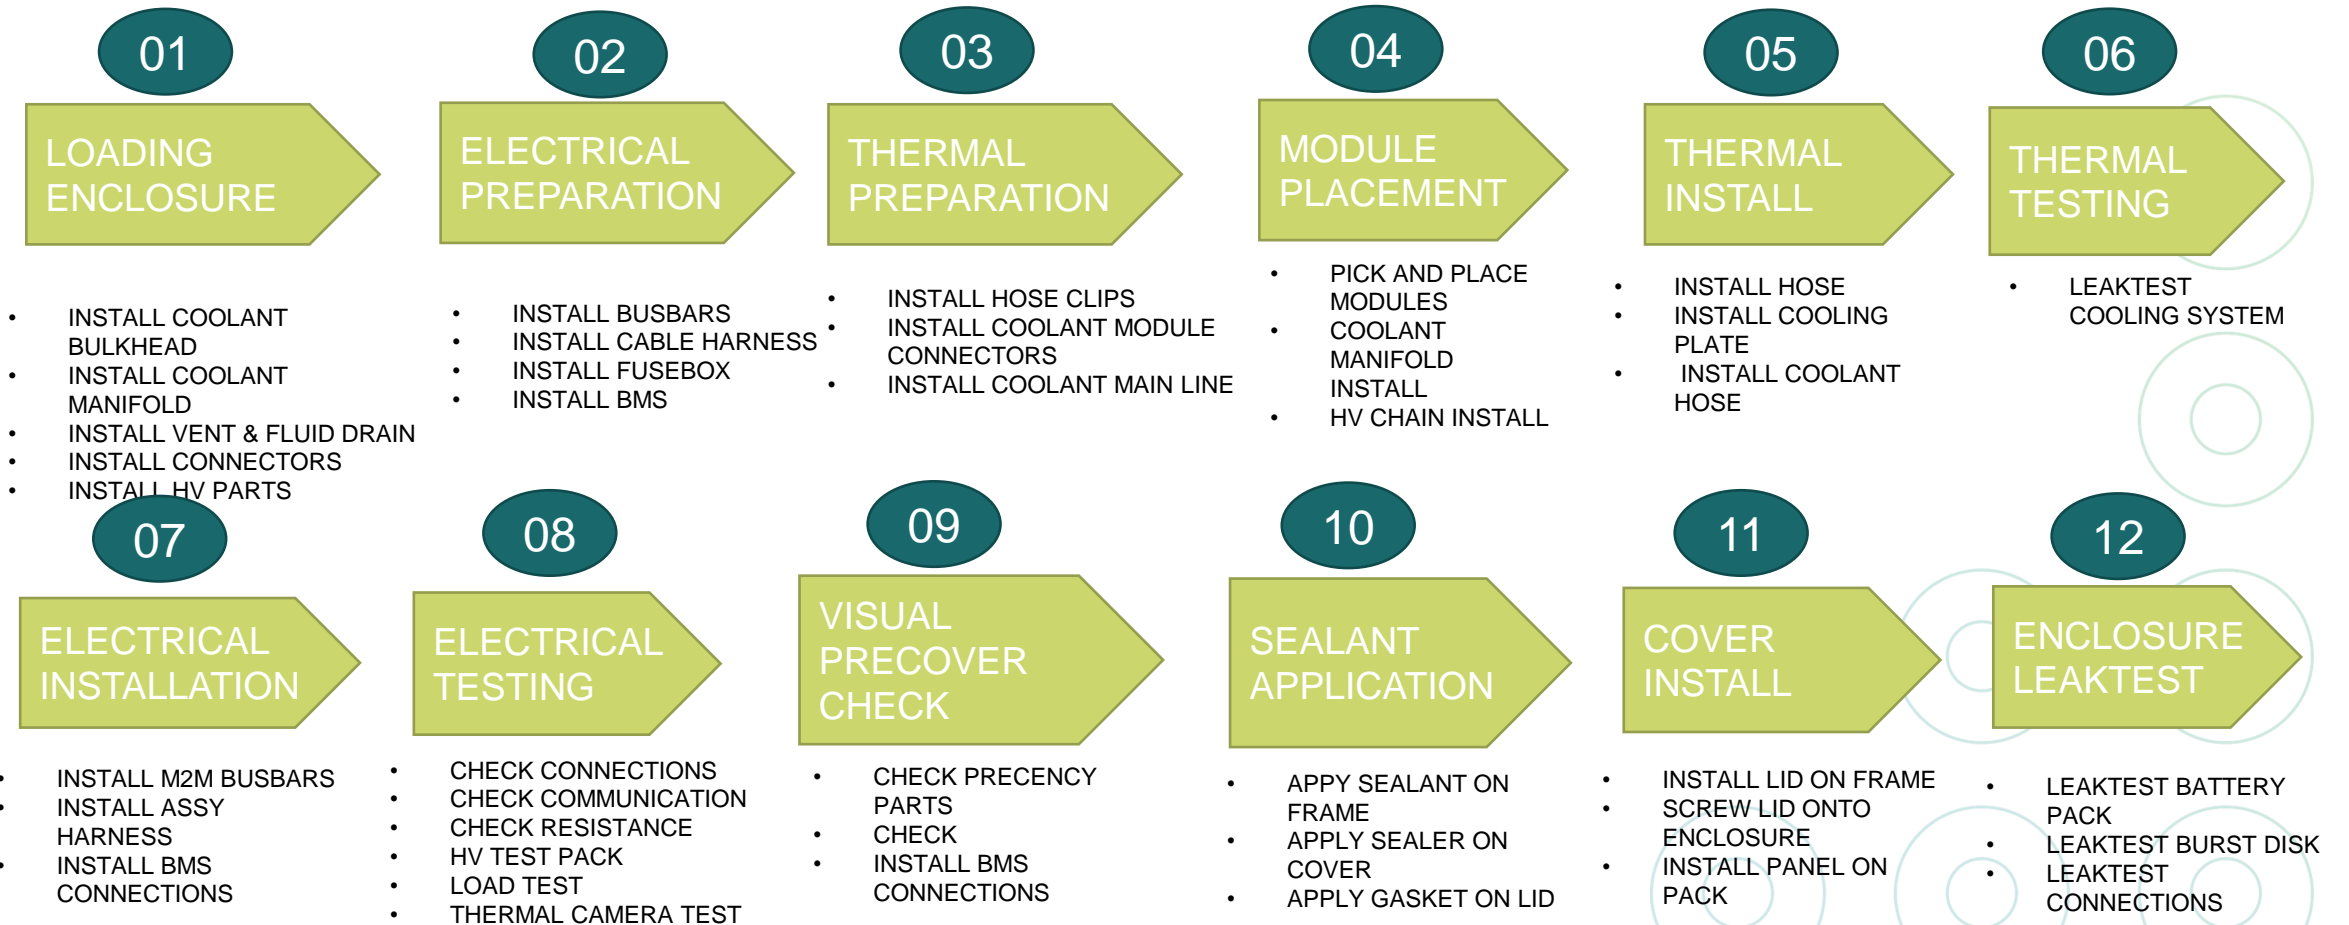 01
LOADING
ENCLOSURE
• INSTALL COOLANT
BULKHEAD
• INSTALL COOLANT
MANIFOLD
• INSTALL VENT & FLUID DRAIN
• INSTALL CONNECTORS
• INSTALL HV PARTS
02
ELECTRICAL
PREPARATION
• INSTALL BUSBARS
• INSTALL CABLE HARNESS
• INSTALL FUSEBOX
• INSTALL BMS
03
THERMAL
PREPARATION
• INSTALL HOSE CLIPS
• INSTALL COOLANT MODULE
CONNECTORS
• INSTALL COOLANT MAIN LINE
04
MODULE
PLACEMENT
• PICK AND PLACE
MODULES
• COOLANT
MANIFOLD
INSTALL
• HV CHAIN INSTALL
05
THERMAL
INSTALL
• INSTALL HOSE
• INSTALL COOLING
PLATE
• INSTALL COOLANT
HOSE
06
THERMAL
TESTING
• LEAKTEST
COOLING SYSTEM
07
ELECTRICAL
INSTALLATION
• INSTALL M2M BUSBARS
• INSTALL ASSY
HARNESS
• INSTALL BMS
CONNECTIONS
08
ELECTRICAL
TESTING
• CHECK CONNECTIONS
• CHECK COMMUNICATION
• CHECK RESISTANCE
• HV TEST PACK
• LOAD TEST
• THERMAL CAMERA TEST
09
VISUAL
PRECOVER
CHECK
• CHECK PRECENCY
PARTS
• CHECK
• INSTALL BMS
CONNECTIONS
10
SEALANT
APPLICATION
• APPY SEALANT ON
FRAME
• APPLY SEALER ON
COVER
• APPLY GASKET ON LID
11
COVER
INSTALL
• INSTALL LID ON FRAME
• SCREW LID ONTO
ENCLOSURE
• INSTALL PANEL ON
PACK
12
ENCLOSURE
LEAKTEST
• LEAKTEST BATTERY
PACK
• LEAKTEST BURST DISK
• LEAKTEST
CONNECTIONS